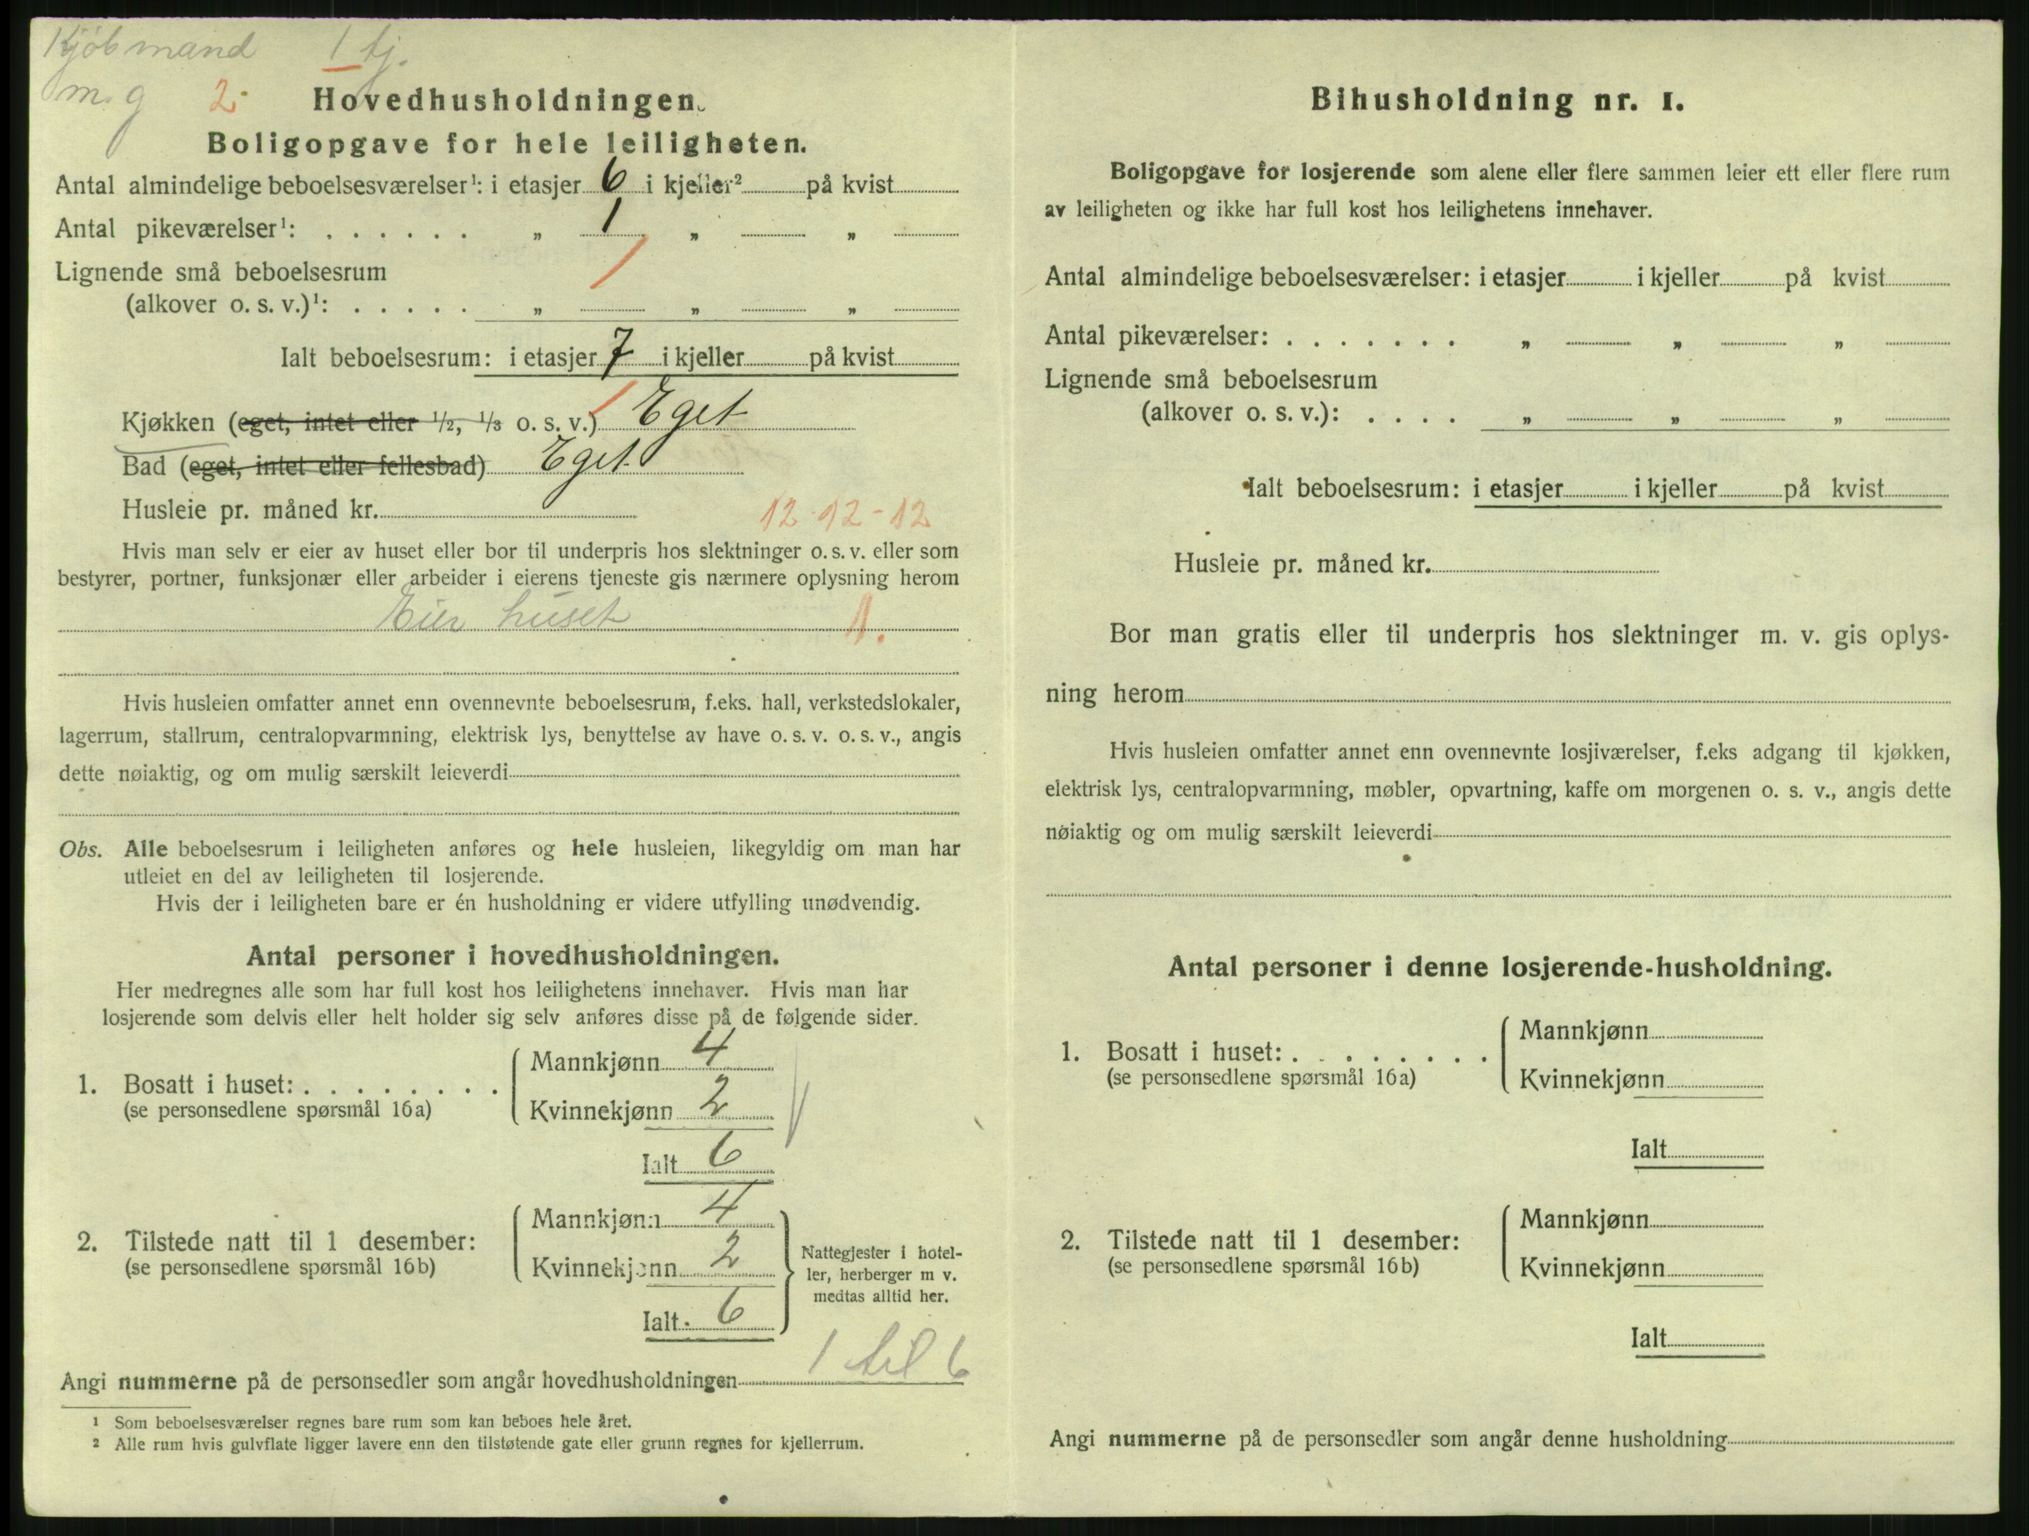 Kjöbmand 1 tj.
m. g 2.
Hovedhusholdningen.
Boligopgave for hele leiligheten.
Antal almindelige beboelsesværelser¹: i etasjer 6 i kjeller² på kvist
Antal pikeværelser¹: . . . . . . „ 1 „ „
Lignende små beboelsesrum
(alkover o. s. v.)¹: . . . . . „ „ „
Ialt beboelsesrum: i etasjer 7 i kjeller på kvist
Kjøkken (eget, intet eller ½, ⅓ o. s. v.) Eget
Bad (eget, intet eller fellesbad) Eget
Husleie pr. måned kr. 12-12-12
Hvis man selv er eier av huset eller bor til underpris hos slektninger o. s. v. eller som
bestyrer, portner, funksjonær eller arbeider i eierens tjeneste gis nærmere oplysning herom
Eier huset 1.
Hvis husleien omfatter annet enn ovennevnte beboelsesrum, f.eks. hall, verkstedslokaler,
lagerrum, stallrum, centralopvarmning, elektrisk lys, benyttelse av have o. s. v. o. s. v., angis
dette nøiaktig, og om mulig særskilt leieverdi
Obs. Alle beboelsesrum i leiligheten anføres og hele husleien, likegyldig om man har
utleiet en del av leiligheten til losjerende.
Hvis der i leiligheten bare er én husholdning er videre utfylling unødvendig.
Antal personer i hovedhusholdningen.
Her medregnes alle som har full kost hos leilighetens innehaver. Hvis man har
losjerende som delvis eller helt holder sig selv anføres disse på de følgende sider.
Mannkjønn 4
1. Bosatt i huset: . . . . . . . .
(se personsedlene spørsmål 16a)
Kvinnekjønn 2
Ialt 6
Mannkjønn 4
2. Tilstede natt til 1 desember:
(se personsedlene spørsmål 16b)
Kvinnekjønn 2
Ialt 6
Nattegjester i hotel-
ler, herberger m v.
medtas alltid her.
Angi nummerne på de personsedler som angår hovedhusholdningen 1 til 6
¹ Som beboelsesværelser regnes bare rum som kan beboes hele året.
² Alle rum hvis gulvflate ligger lavere enn den tilstøtende gate eller grunn regnes for kjellerrum.
Bihusholdning nr. 1.
Boligopgave for losjerende som alene eller flere sammen leier ett eller flere rum
av leiligheten og ikke har full kost hos leilighetens innehaver.
Antal almindelige beboelsesværelser: i etasjer i kjeller på kvist
Antal pikeværelser: . . . . . . . „ „ „
Lignende små beboelsesrum
(alkover o. s. v.): . . . . „ „ „
Ialt beboelsesrum: i etasjer i kjeller på kvist
Husleie pr. måned kr.
Bor man gratis eller til underpris hos slektninger m. v. gis oplys-
ning herom
Hvis husleien omfatter annet enn ovennevnte losjiværelser, f.eks adgang til kjøkken,
elektrisk lys, centralopvarmning, møbler, opvartning, kaffe om morgenen o. s. v., angis dette
nøiaktig og om mulig særskilt leieverdi
Antal personer i denne losjerende-husholdning.
Mannkjønn
1. Bosatt i huset: . . . . . . . .
(se personsedlene spørsmål 16a)
Kvinnekjønn
Ialt
Mannkjønn
2. Tilstede natt til 1 desember:
(se personsedlene spørsmål 16b)
Kvinnekjønn
Ialt
Angi nummerne på de personsedler som angår denne husholdning